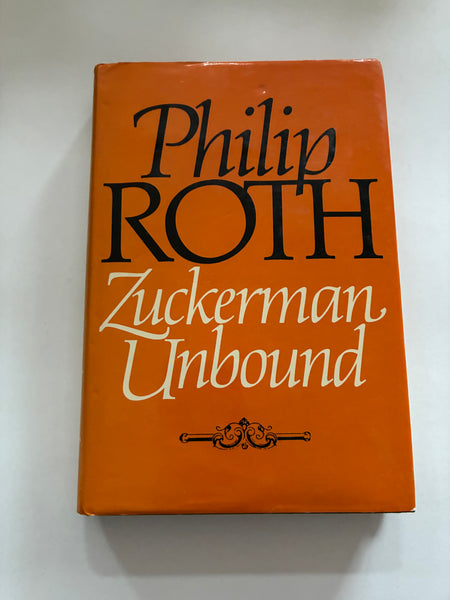 Philip
ROTH
Zuckerman
Unbound